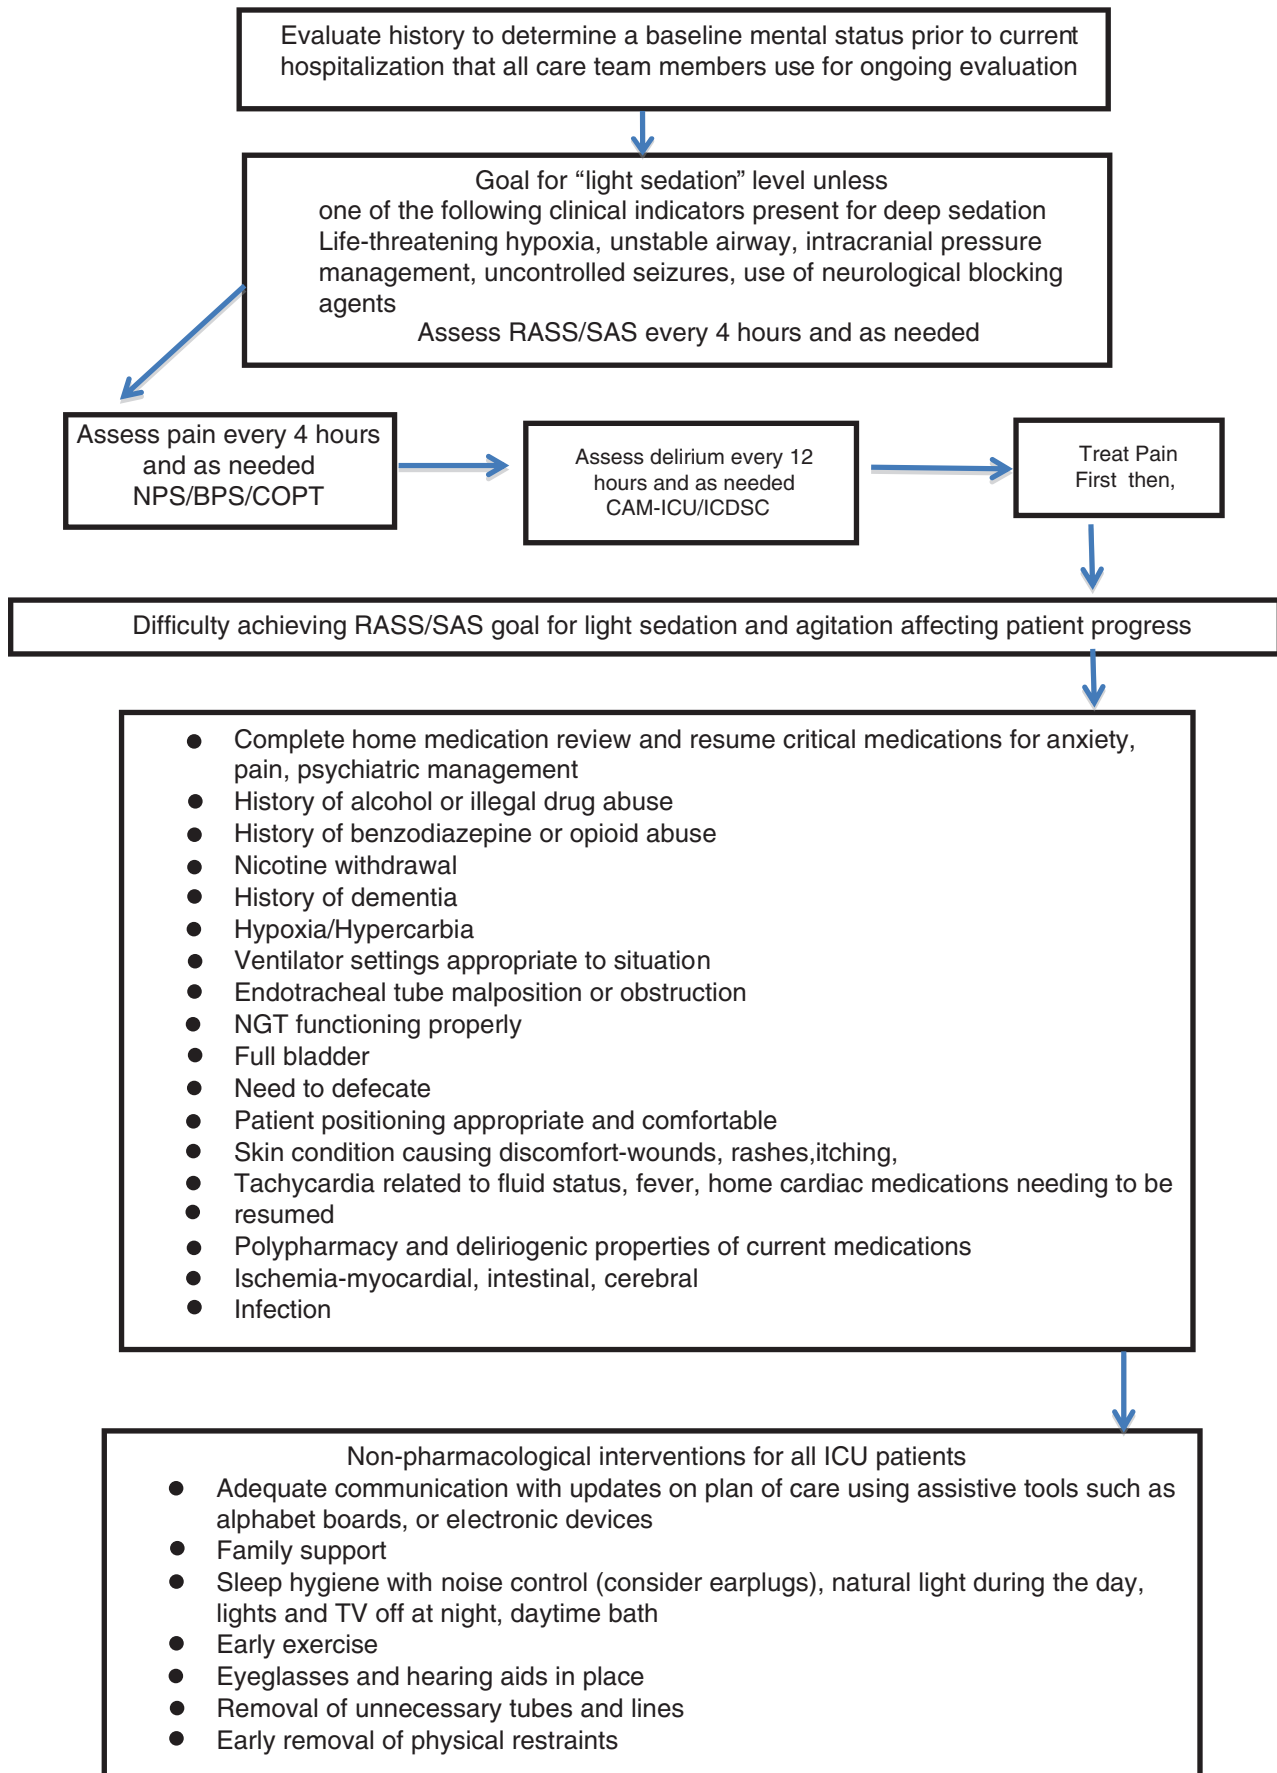 Evaluate history to determine a baseline mental status prior to current
hospitalization that all care team members use for ongoing evaluation
Goal for “light sedation” level unless
one of the following clinical indicators present for deep sedation
Life-threatening hypoxia, unstable airway, intracranial pressure
management, uncontrolled seizures, use of neurological blocking
agents
Assess RASS/SAS every 4 hours and as needed
Assess pain every 4 hours
and as needed
NPS/BPS/COPT
Assess delirium every 12
hours and as needed
CAM-ICU/ICDSC
Treat Pain
First then,
Difficulty achieving RASS/SAS goal for light sedation and agitation affecting patient progress
● Complete home medication review and resume critical medications for anxiety,
pain, psychiatric management
● History of alcohol or illegal drug abuse
● History of benzodiazepine or opioid abuse
● Nicotine withdrawal
● History of dementia
● Hypoxia/Hypercarbia
● Ventilator settings appropriate to situation
● Endotracheal tube malposition or obstruction
● NGT functioning properly
● Full bladder
● Need to defecate
● Patient positioning appropriate and comfortable
● Skin condition causing discomfort-wounds, rashes,itching,
● Tachycardia related to fluid status, fever, home cardiac medications needing to be
● resumed
● Polypharmacy and deliriogenic properties of current medications
● Ischemia-myocardial, intestinal, cerebral
● Infection
Non-pharmacological interventions for all ICU patients
● Adequate communication with updates on plan of care using assistive tools such as
alphabet boards, or electronic devices
● Family support
● Sleep hygiene with noise control (consider earplugs), natural light during the day,
lights and TV off at night, daytime bath
● Early exercise
● Eyeglasses and hearing aids in place
● Removal of unnecessary tubes and lines
● Early removal of physical restraints